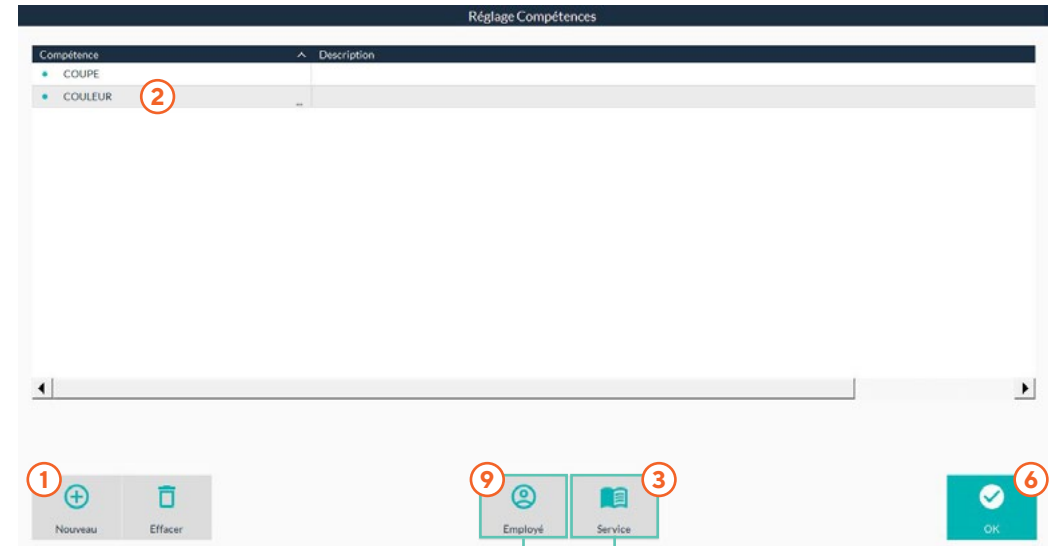 Réglage Compétences
Compétence Description
COUPE
COULEUR 2 ...
1 9 3 6
Nouveau Effacer Employé Service OK